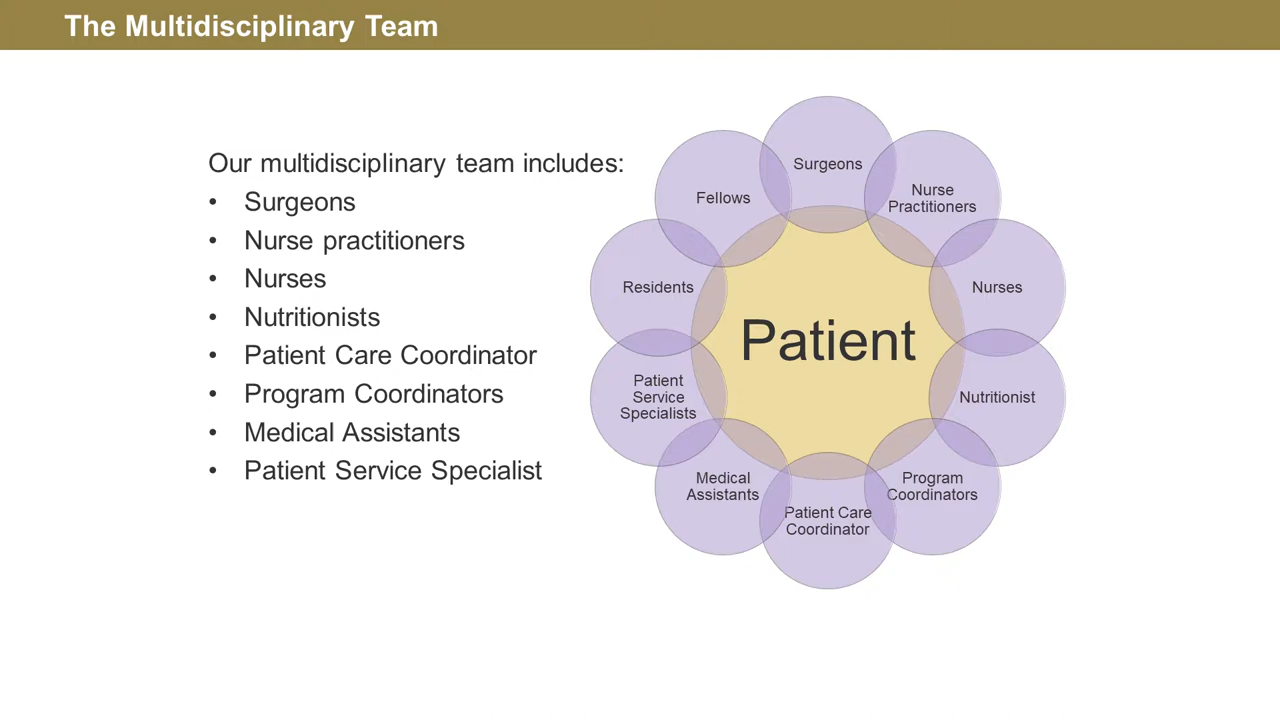 The Multidisciplinary Team
Our multidisciplinary team includes:
• Surgeons
• Nurse practitioners
• Nurses
• Nutritionists
• Patient Care Coordinator
• Program Coordinators
• Medical Assistants
• Patient Service Specialist
Surgeons
Nurse
Practitioners
Nurses
Nutritionist
Program
Coordinators
Patient Care
Coordinator
Medical
Assistants
Patient
Service
Specialists
Residents
Fellows
Patient